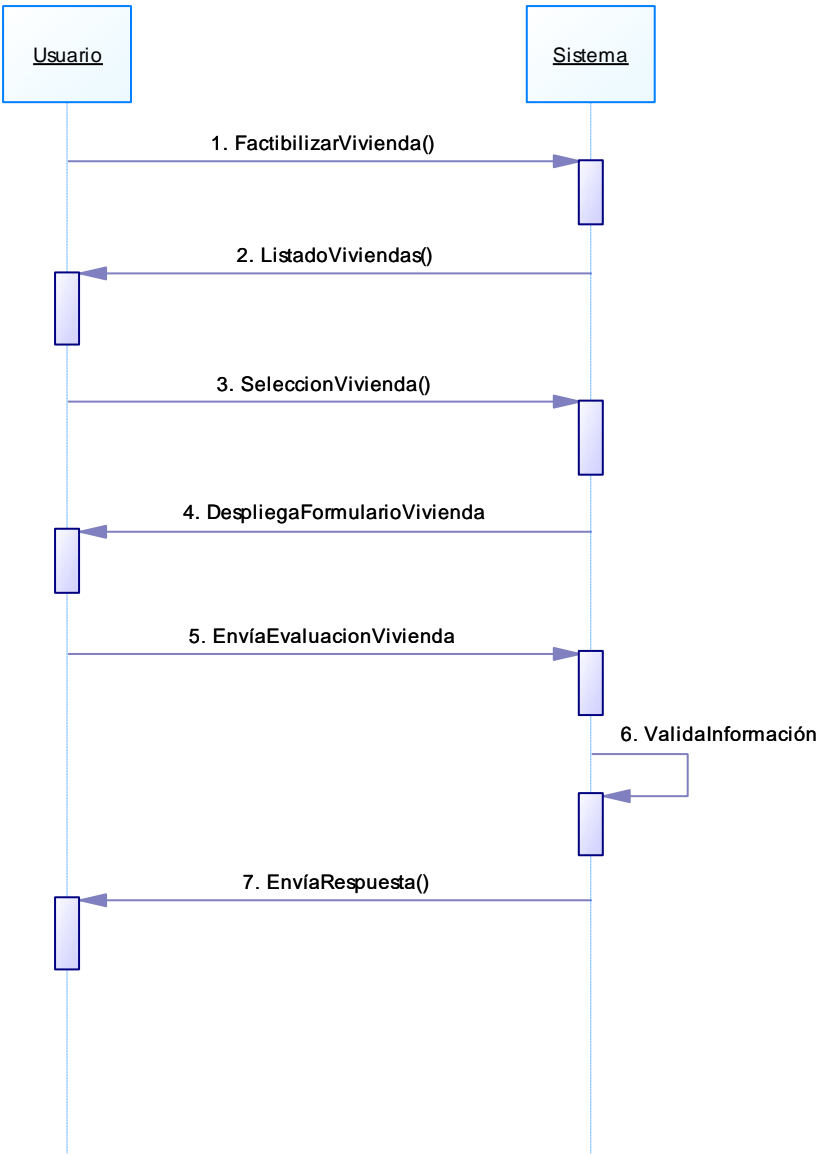 Usuario
Sistema
1. FactibilizarVivienda()
2. ListadoViviendas()
3. SeleccionVivienda()
4. DespliegaFormularioVivienda
5. EnvíaEvaluacionVivienda
6. ValidaInformación
7. EnvíaRespuesta()